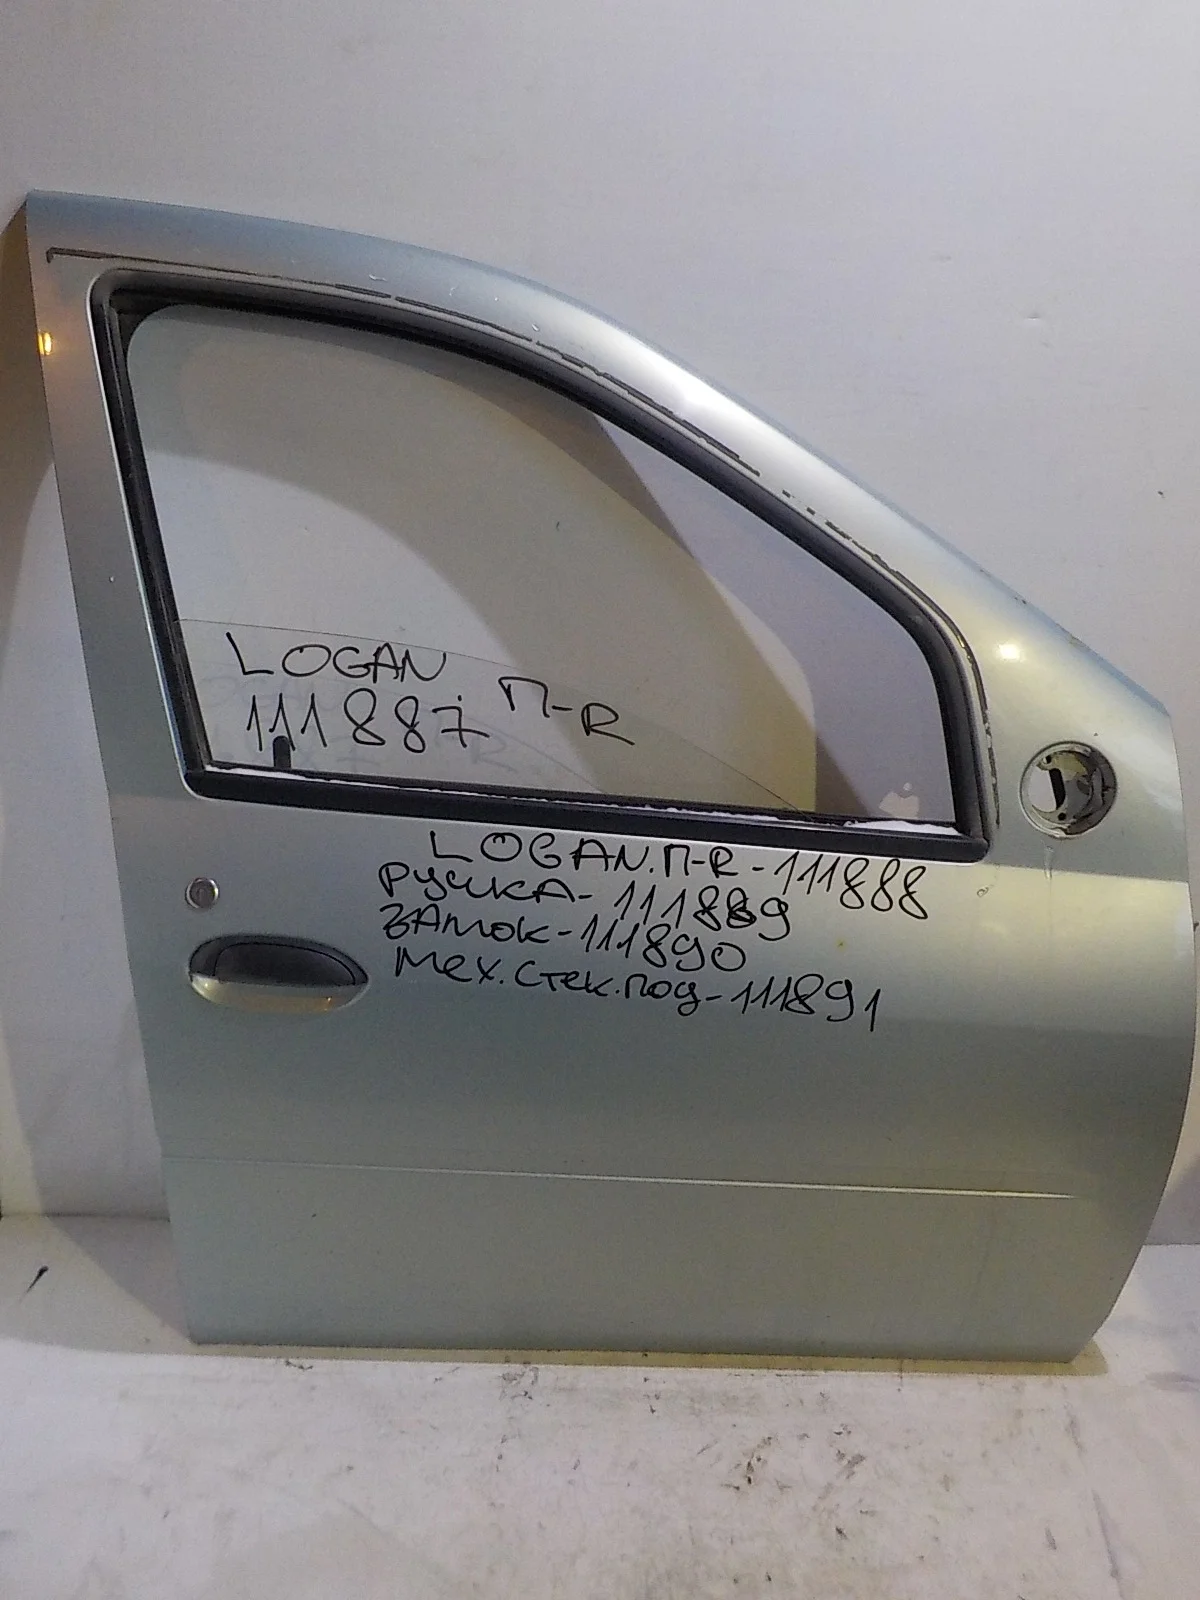 LOGAN
111887 П-R
LOGAN.П-R-111888
РУЧКА-111889
ЗАМОК-111890
МЕХ.СТЕК.ПОД-111891